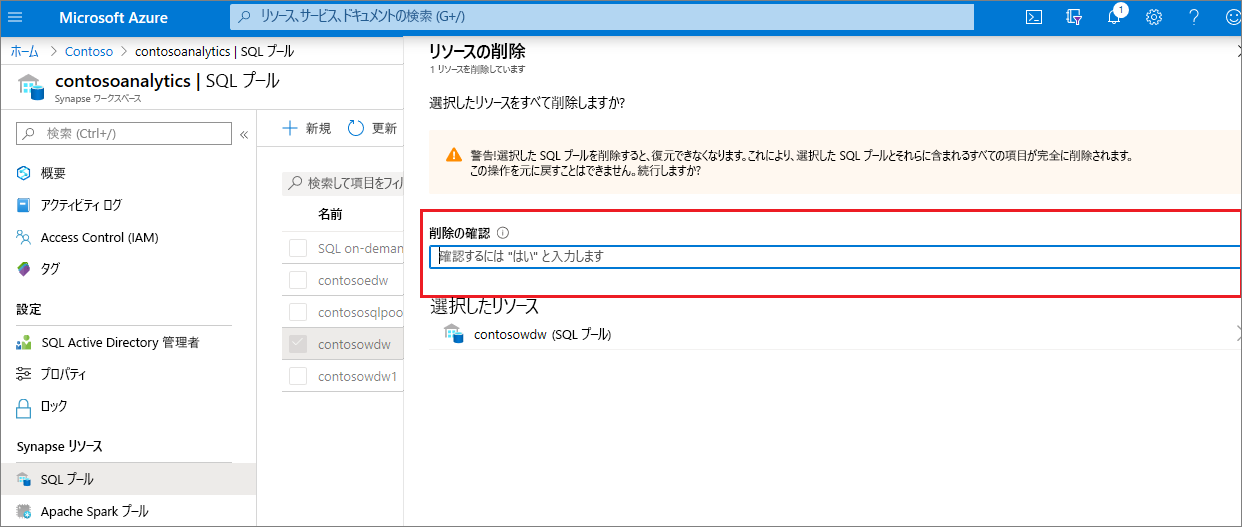 Microsoft Azure
リソース、サービス、ドキュメントの検索 (G+/)
1
ホーム > Contoso > contosoanalytics | SQL プール
contosoanalytics | SQL プール
Synapse ワークスペース
検索 (Ctrl+/)
«
概要
アクティビティ ログ
Access Control (IAM)
タグ
設定
SQL Active Directory 管理者
プロパティ
ロック
Synapse リソース
SQL プール
Apache Spark プール
新規
更新
検索して項目をフィル
名前
SQL on-deman
contosoedw
contososqlpoo
contosowdw
contosowdw1
リソースの削除
1 リソースを削除しています
選択したリソースをすべて削除しますか?
警告!選択した SQL プールを削除すると、復元できなくなります。これにより、選択した SQL プールとそれらに含まれるすべての項目が完全に削除されます。
この操作を元に戻すことはできません。続行しますか?
削除の確認
確認するには "はい" と入力します
選択したリソース
contosowdw (SQL プール)